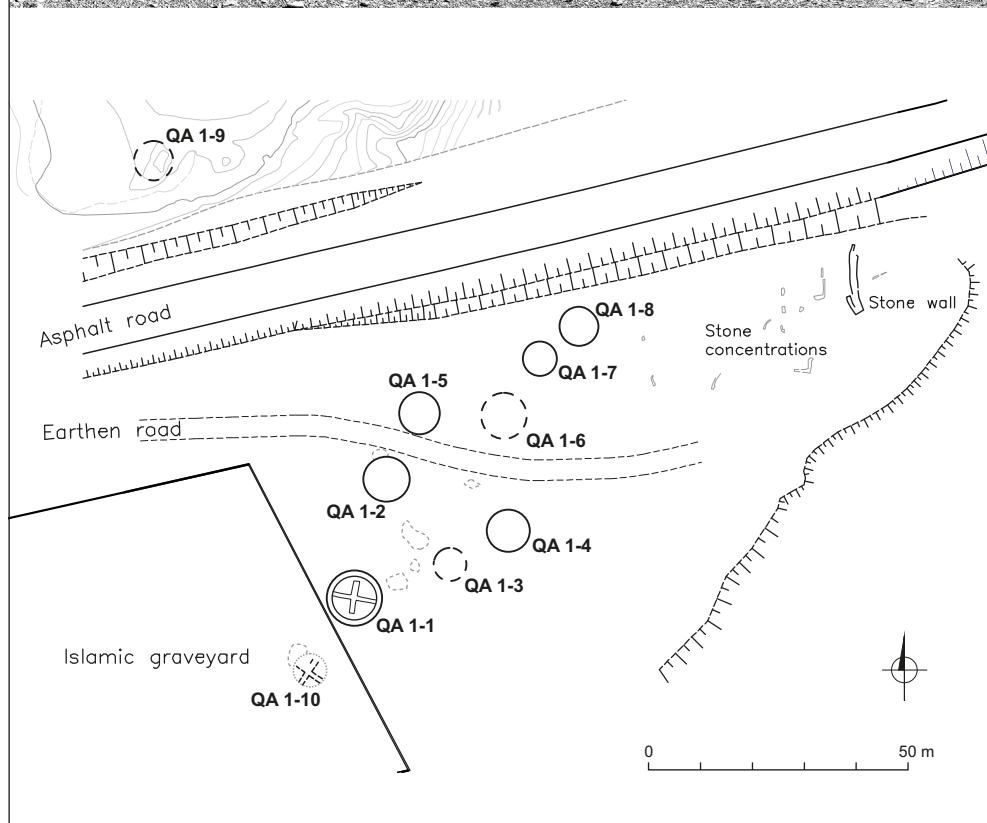 QA 1-9
Asphalt road
QA 1-8
Stone wall
Stone
concentrations
QA 1-7
QA 1-5
Earthen road
QA 1-6
QA 1-2
QA 1-4
QA 1-3
QA 1-1
Islamic graveyard
QA 1-10
0 50 m